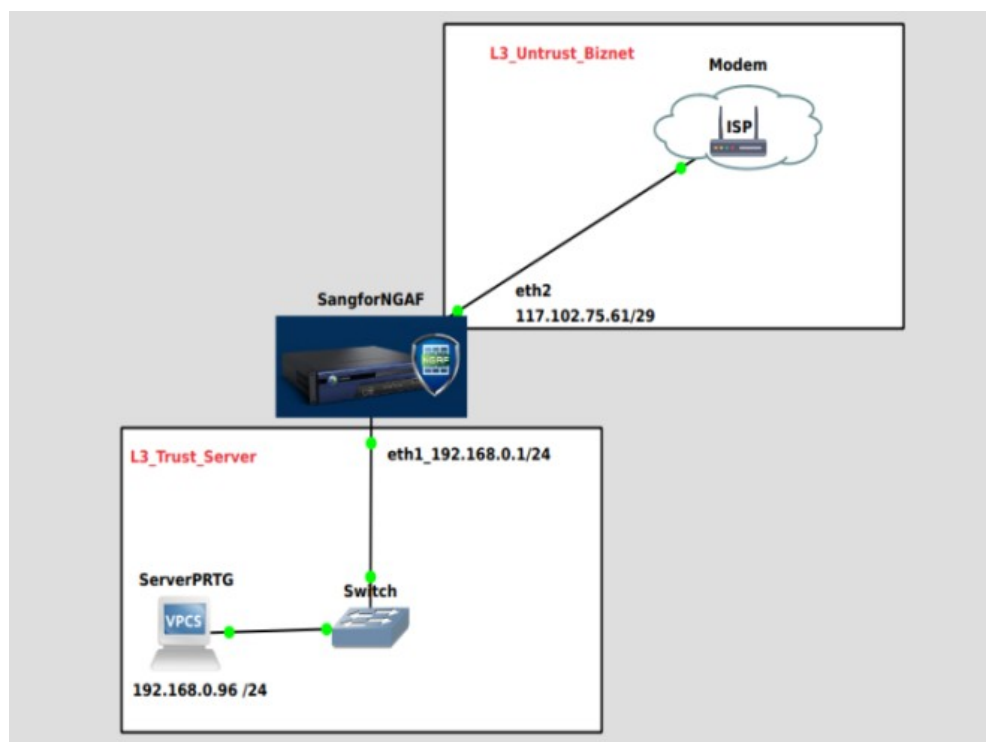 L3_Untrust_Biznet
Modem
ISP
eth2
117.102.75.61/29
SangforNGAF
NGAF
L3_Trust_Server
eth1_192.168.0.1/24
ServerPRTG
Switch
VPCS
192.168.0.96 /24